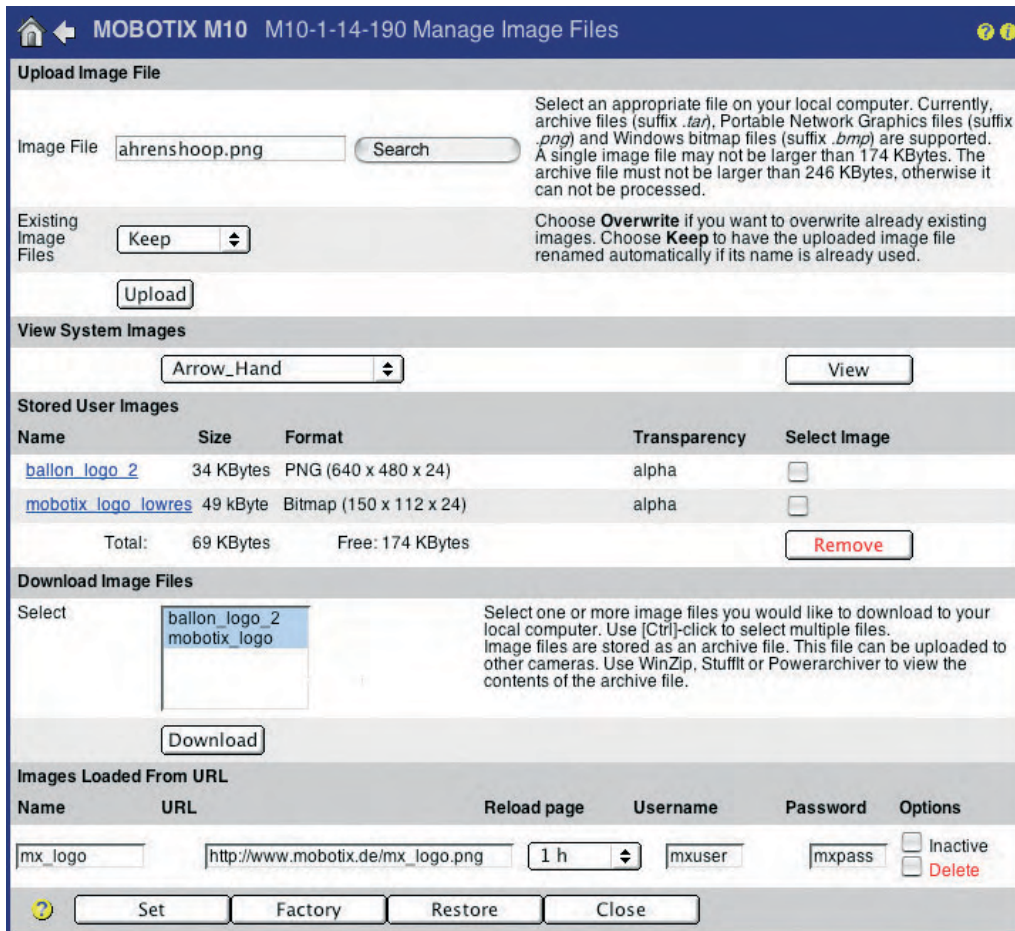 MOBOTIX M10 M10-1-14-190 Manage Image Files
Upload Image File
Image File ahrenshoop.png Search
Select an appropriate file on your local computer. Currently,
archive files (suffix .tar), Portable Network Graphics files (suffix
.png) and Windows bitmap files (suffix .bmp) are supported.
A single image file may not be larger than 174 KBytes. The
archive file must not be larger than 246 KBytes, otherwise it
can not be processed.
Existing
Image
Files
Keep
Choose Overwrite if you want to overwrite already existing
images. Choose Keep to have the uploaded image file
renamed automatically if its name is already used.
Upload
View System Images
Arrow_Hand View
Stored User Images
Name Size Format Transparency Select Image
ballon_logo_2 34 KBytes PNG (640 x 480 x 24) alpha
mobotix_logo_lowres 49 kByte Bitmap (150 x 112 x 24) alpha
Total: 69 KBytes Free: 174 KBytes Remove
Download Image Files
Select
ballon_logo_2
mobotix_logo
Select one or more image files you would like to download to your
local computer. Use [Ctrl]-click to select multiple files.
Image files are stored as an archive file. This file can be uploaded to
other cameras. Use WinZip, StuffIt or Powerarchiver to view the
contents of the archive file.
Download
Images Loaded From URL
Name URL Reload page Username Password Options
mx_logo http://www.mobotix.de/mx_logo.png 1 h mxuser mxpass Inactive
Delete
? Set Factory Restore Close